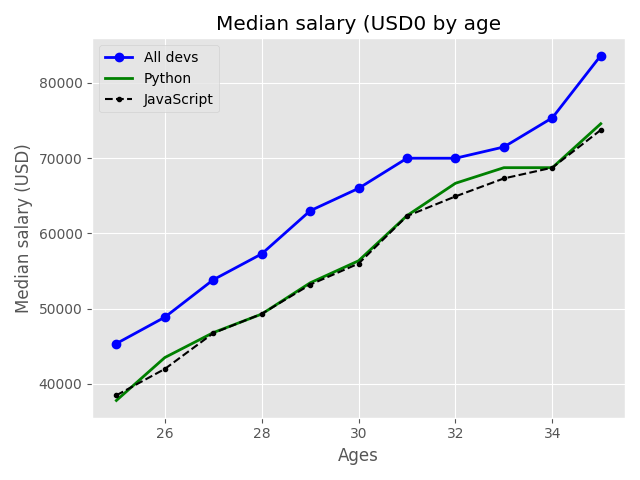 Median salary (USD0 by age
All devs
Python
JavaScript
80000
70000
60000
50000
40000
Median salary (USD)
26 28 30 32 34
Ages